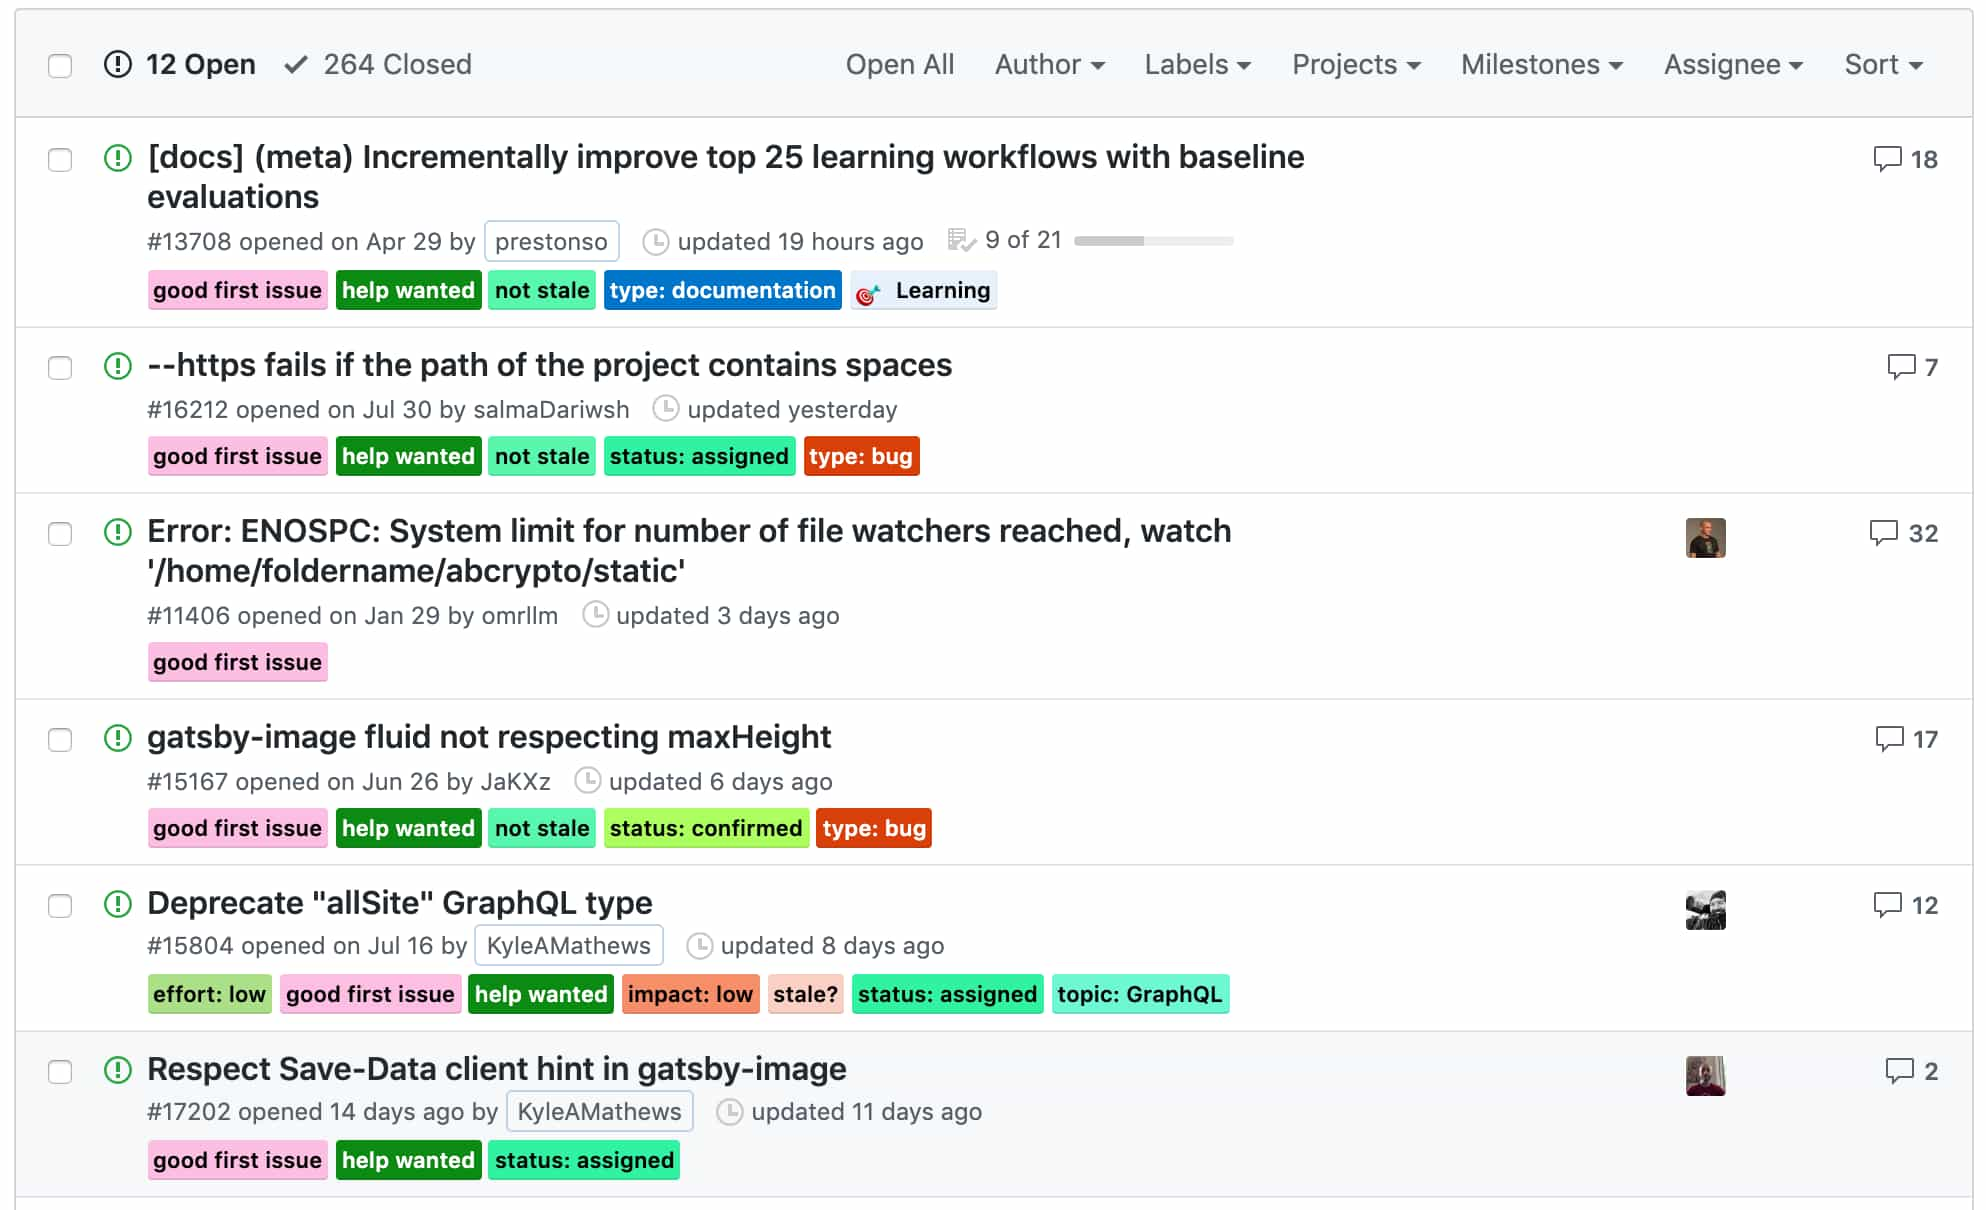 12 Open 264 Closed Open All Author Labels Projects Milestones Assignee Sort
[docs] (meta) Incrementally improve top 25 learning workflows with baseline 18
evaluations
#13708 opened on Apr 29 by prestonso updated 19 hours ago 9 of 21
good first issue help wanted not stale type: documentation Learning
--https fails if the path of the project contains spaces 7
#16212 opened on Jul 30 by salmaDariwsh updated yesterday
good first issue help wanted not stale status: assigned type: bug
Error: ENOSPC: System limit for number of file watchers reached, watch 32
'/home/foldername/abcrypto/static'
#11406 opened on Jan 29 by omrllm updated 3 days ago
good first issue
gatsby-image fluid not respecting maxHeight 17
#15167 opened on Jun 26 by JaKXz updated 6 days ago
good first issue help wanted not stale status: confirmed type: bug
Deprecate "allSite" GraphQL type 12
#15804 opened on Jul 16 by KyleAMathews updated 8 days ago
effort: low good first issue help wanted impact: low stale? status: assigned topic: GraphQL
Respect Save-Data client hint in gatsby-image 2
#17202 opened 14 days ago by KyleAMathews updated 11 days ago
good first issue help wanted status: assigned